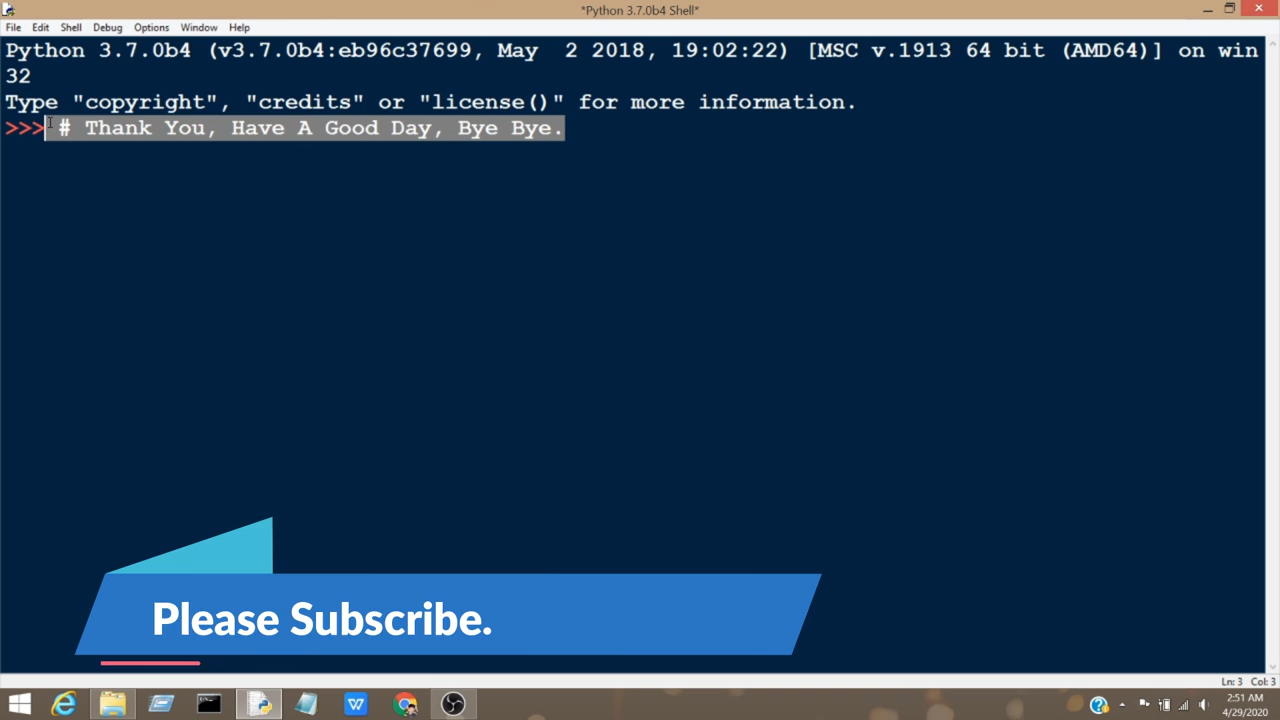 *Python 3.7.0b4 Shell*
File Edit Shell Debug Options Window Help
Python 3.7.0b4 (v3.7.0b4:eb96c37699, May  2 2018, 19:02:22) [MSC v.1913 64 bit (AMD64)] on win
32
Type "copyright", "credits" or "license()" for more information.
>>> # Thank You, Have A Good Day, Bye Bye.
Please Subscribe.
Ln: 3 Col: 3
2:51 AM
4/29/2020